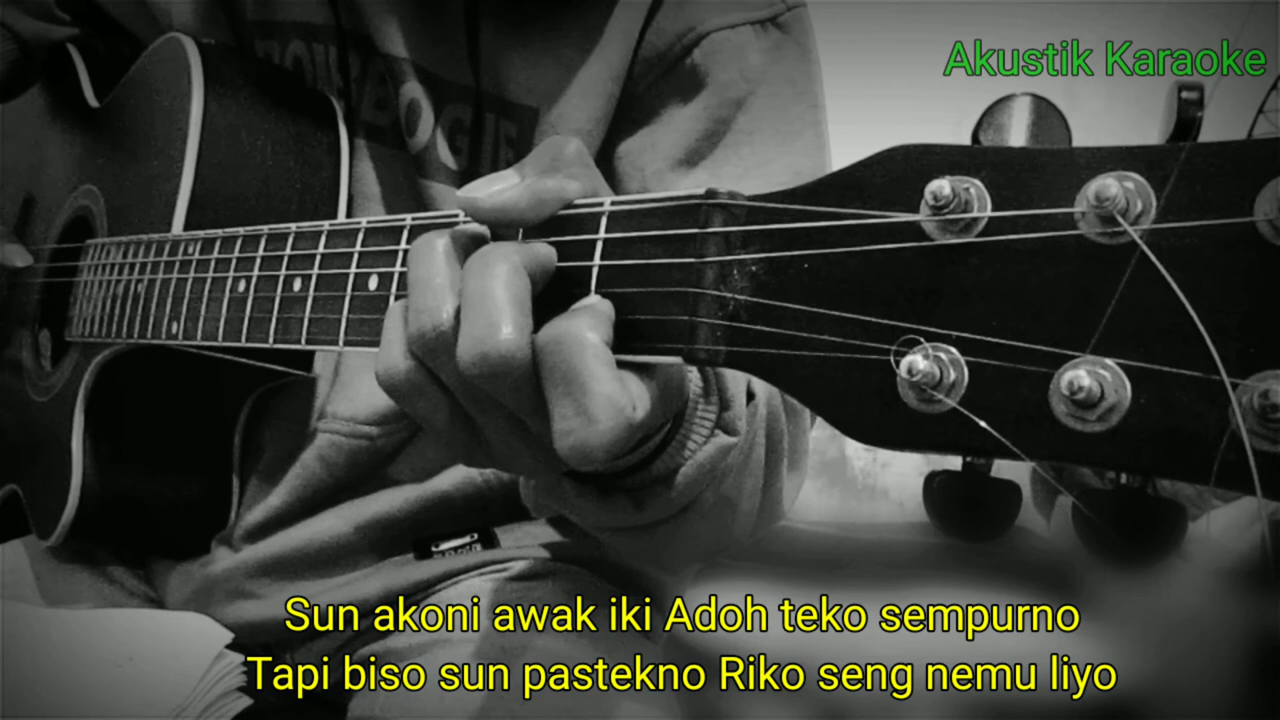 Akustik Karaoke
Sun akoni awak iki Adoh teko sempurno
Tapi biso sun pastekno Riko seng nemu liyo